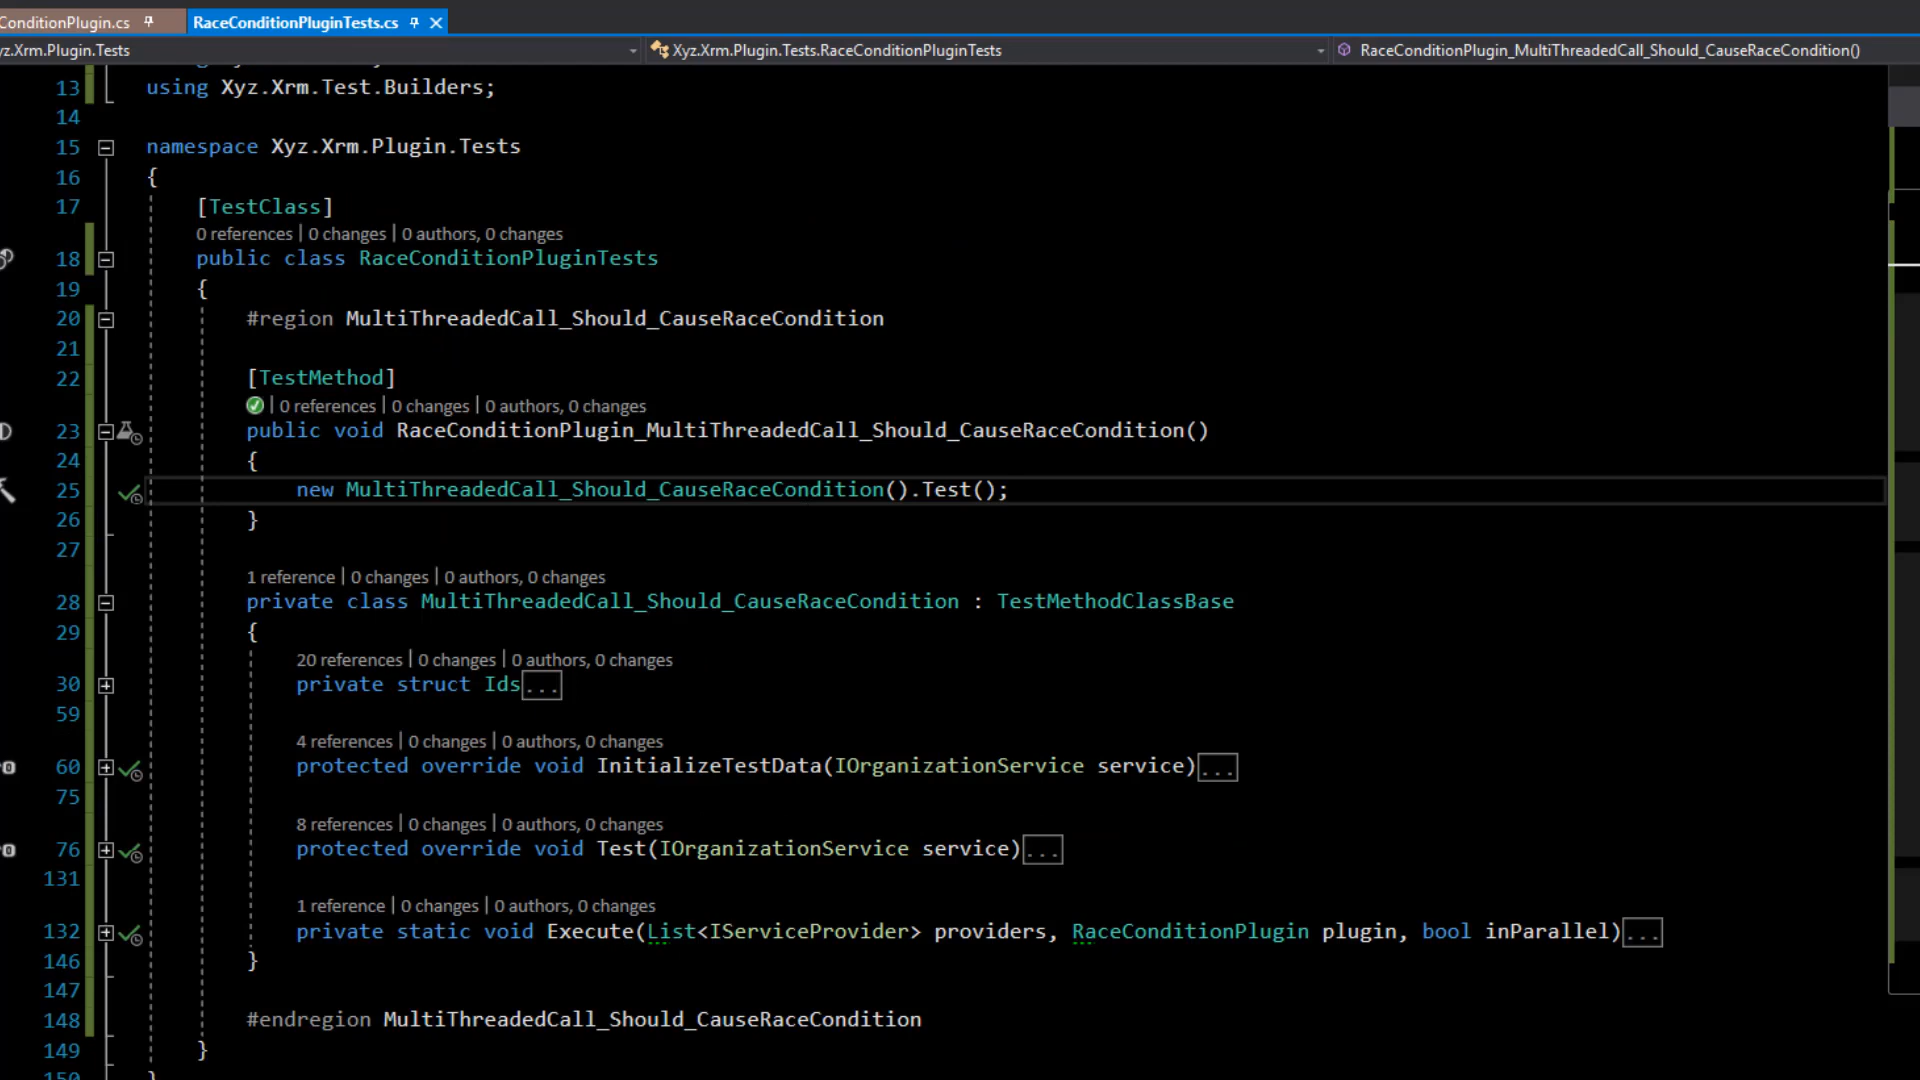 ConditionPlugin.cs RaceConditionPluginTests.cs
yz.Xrm.Plugin.Tests Xyz.Xrm.Plugin.Tests.RaceConditionPluginTests RaceConditionPlugin_MultiThreadedCall_Should_CauseRaceCondition()
13 using Xyz.Xrm.Test.Builders;
14
15 namespace Xyz.Xrm.Plugin.Tests
16 {
17 [TestClass]
0 references | 0 changes | 0 authors, 0 changes
18 public class RaceConditionPluginTests
19 {
20 #region MultiThreadedCall_Should_CauseRaceCondition
21
22 [TestMethod]
| 0 references | 0 changes | 0 authors, 0 changes
23 public void RaceConditionPlugin_MultiThreadedCall_Should_CauseRaceCondition()
24 {
25 new MultiThreadedCall_Should_CauseRaceCondition().Test();
26 }
27
1 reference | 0 changes | 0 authors, 0 changes
28 private class MultiThreadedCall_Should_CauseRaceCondition : TestMethodClassBase
29 {
20 references | 0 changes | 0 authors, 0 changes
30 private struct Ids...
59
4 references | 0 changes | 0 authors, 0 changes
60 protected override void InitializeTestData(IOrganizationService service)...
75
8 references | 0 changes | 0 authors, 0 changes
76 protected override void Test(IOrganizationService service)...
131
1 reference | 0 changes | 0 authors, 0 changes
132 private static void Execute(List<IServiceProvider> providers, RaceConditionPlugin plugin, bool inParallel)...
146 }
147
148 #endregion MultiThreadedCall_Should_CauseRaceCondition
149 }
150 }